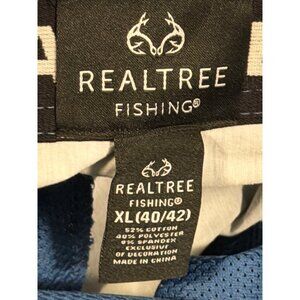 REALTREE
FISHING®
REALTREE
FISHING®
XL(40/42)
52% COTTON
40% POLYESTER
8% SPANDEX
EXCLUSIVE
OF DECORATION
MADE IN CHINA